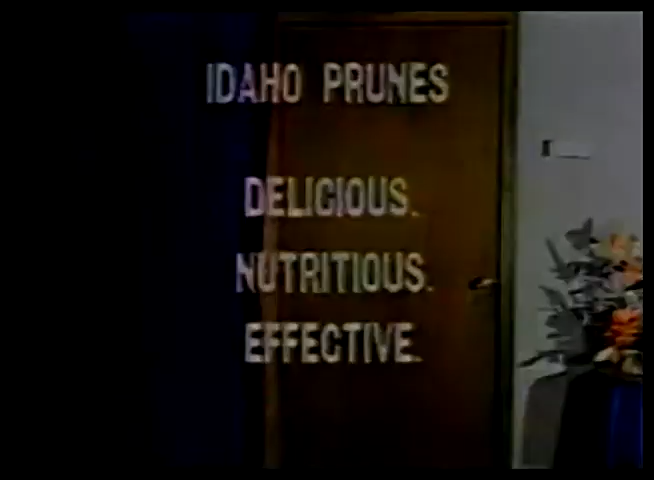 IDAHO PRUNES
DELICIOUS.
NUTRITIOUS.
EFFECTIVE.